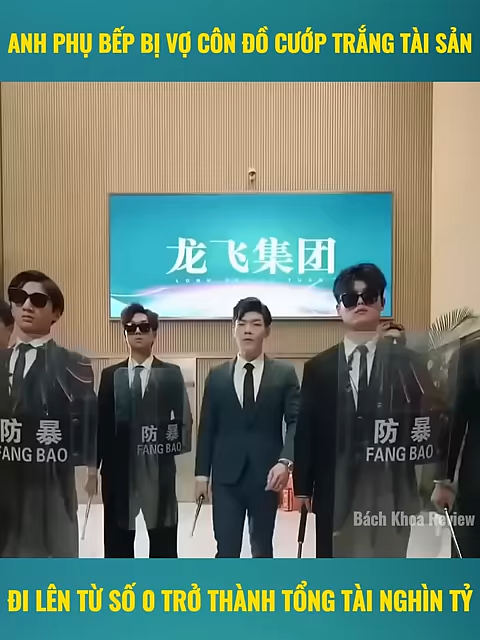 ANH PHỤ BẾP BỊ VỢ CÔN ĐỒ CƯỚP TRẮNG TÀI SẢN
龙飞集团
防暴
FANG BAO
防暴
FANG BAO
防暴
FANG BAO
Bách Khoa Review
ĐI LÊN TỪ SỐ 0 TRỞ THÀNH TỔNG TÀI NGHÌN TỶ